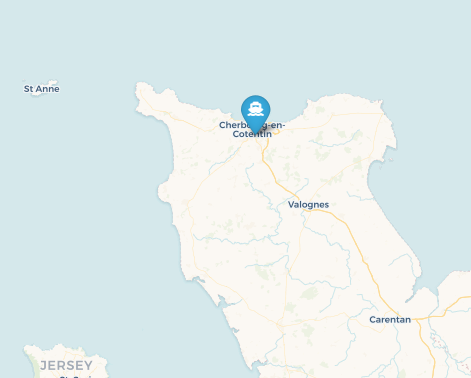 St Anne
Cherbourg-en-
Cotentin
Valognes
Carentan
JERSEY